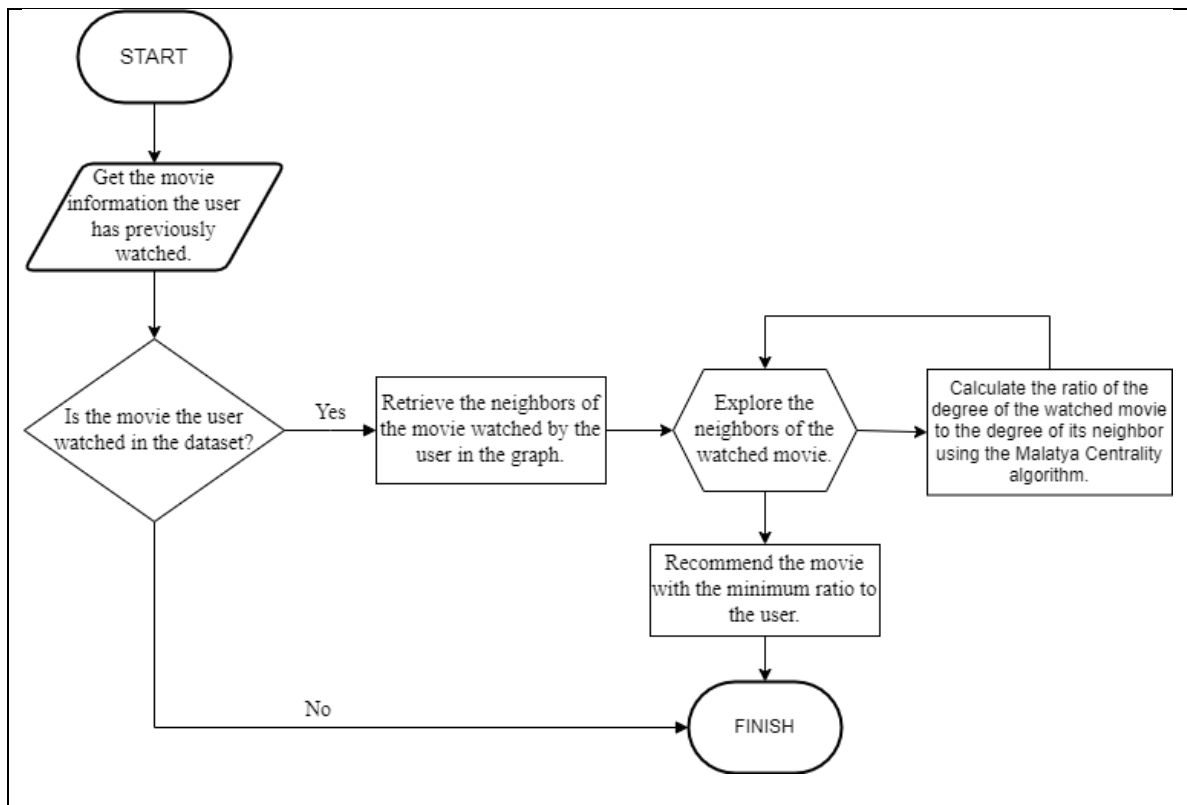 START
Get the movie
information the user
has previously
watched.
Is the movie the user
watched in the dataset?
Yes
Retrieve the neighbors of
the movie watched by the
user in the graph.
Explore the
neighbors of the
watched movie.
Calculate the ratio of the
degree of the watched movie
to the degree of its neighbor
using the Malatya Centrality
algorithm.
Recommend the movie
with the minimum ratio to
the user.
No
FINISH